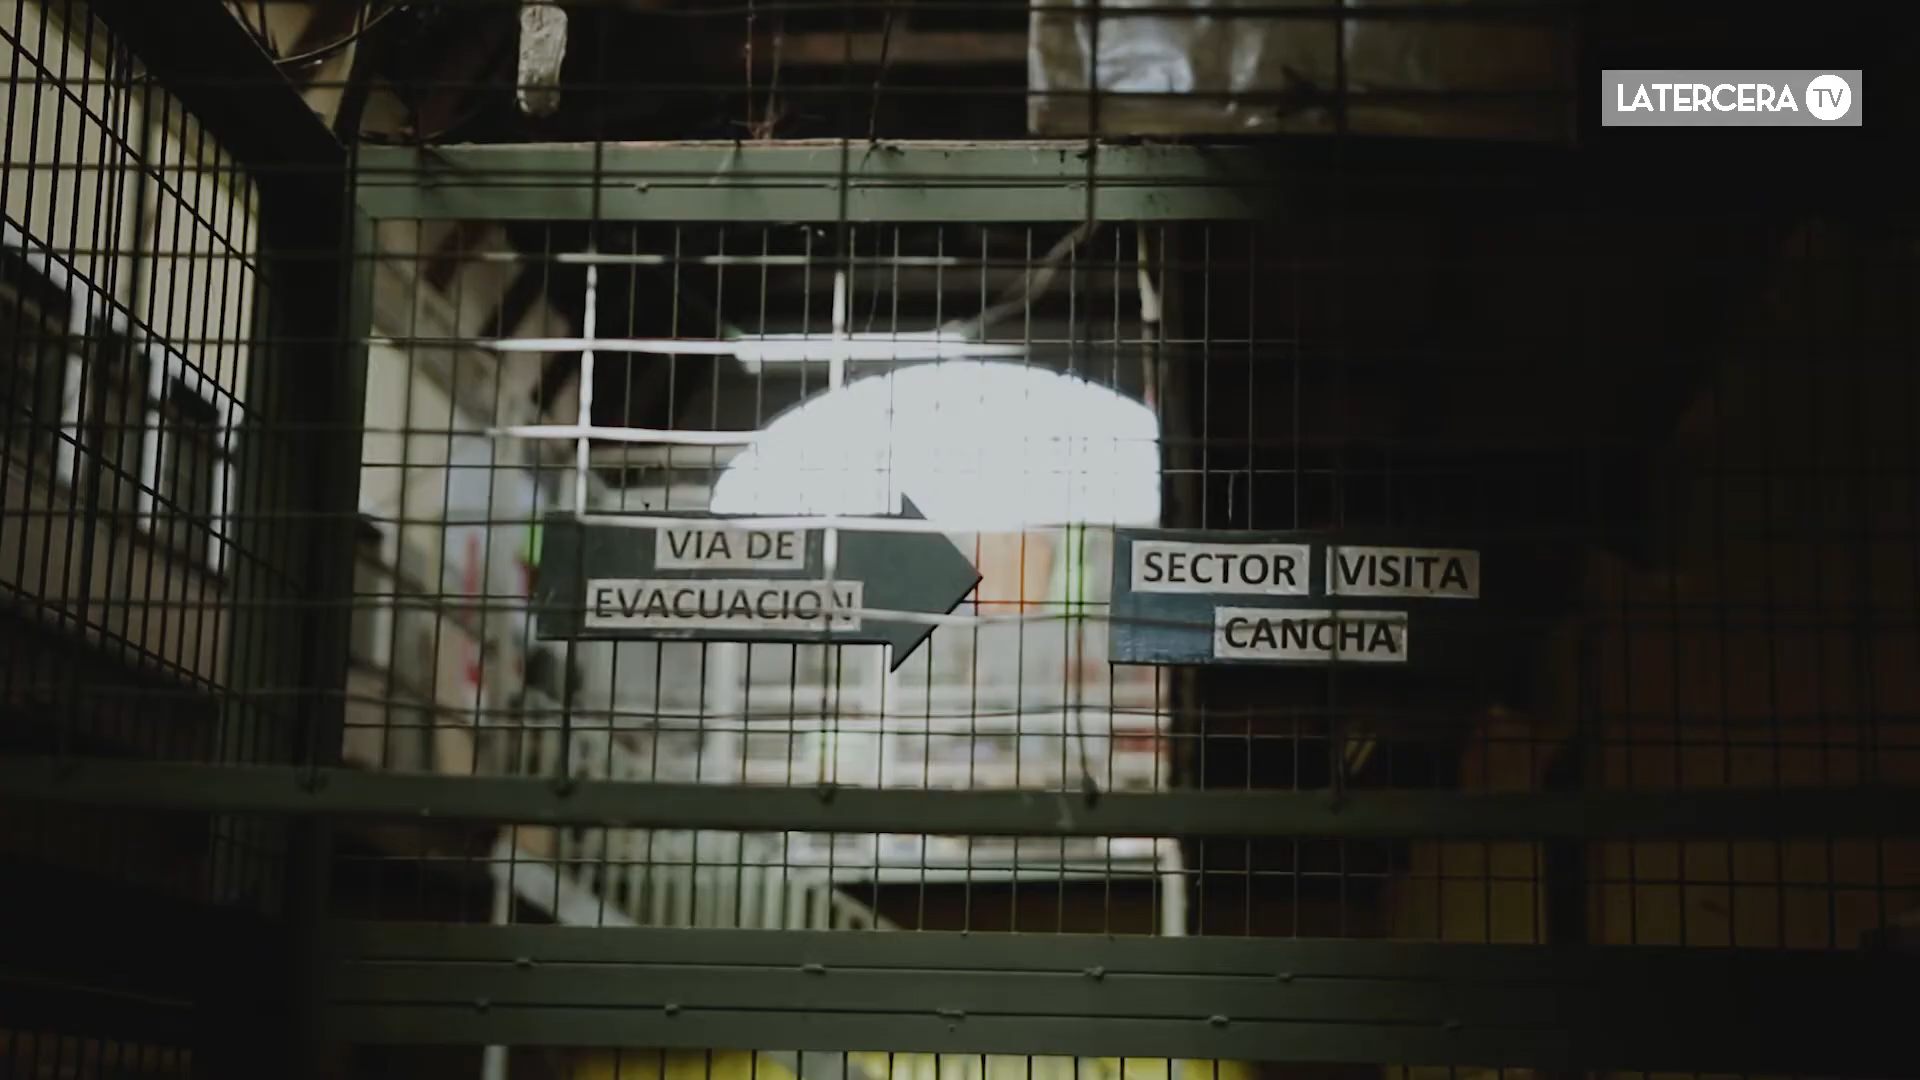 LATERCERA TV
VIA DE
EVACUACION
SECTOR VISITA
CANCHA